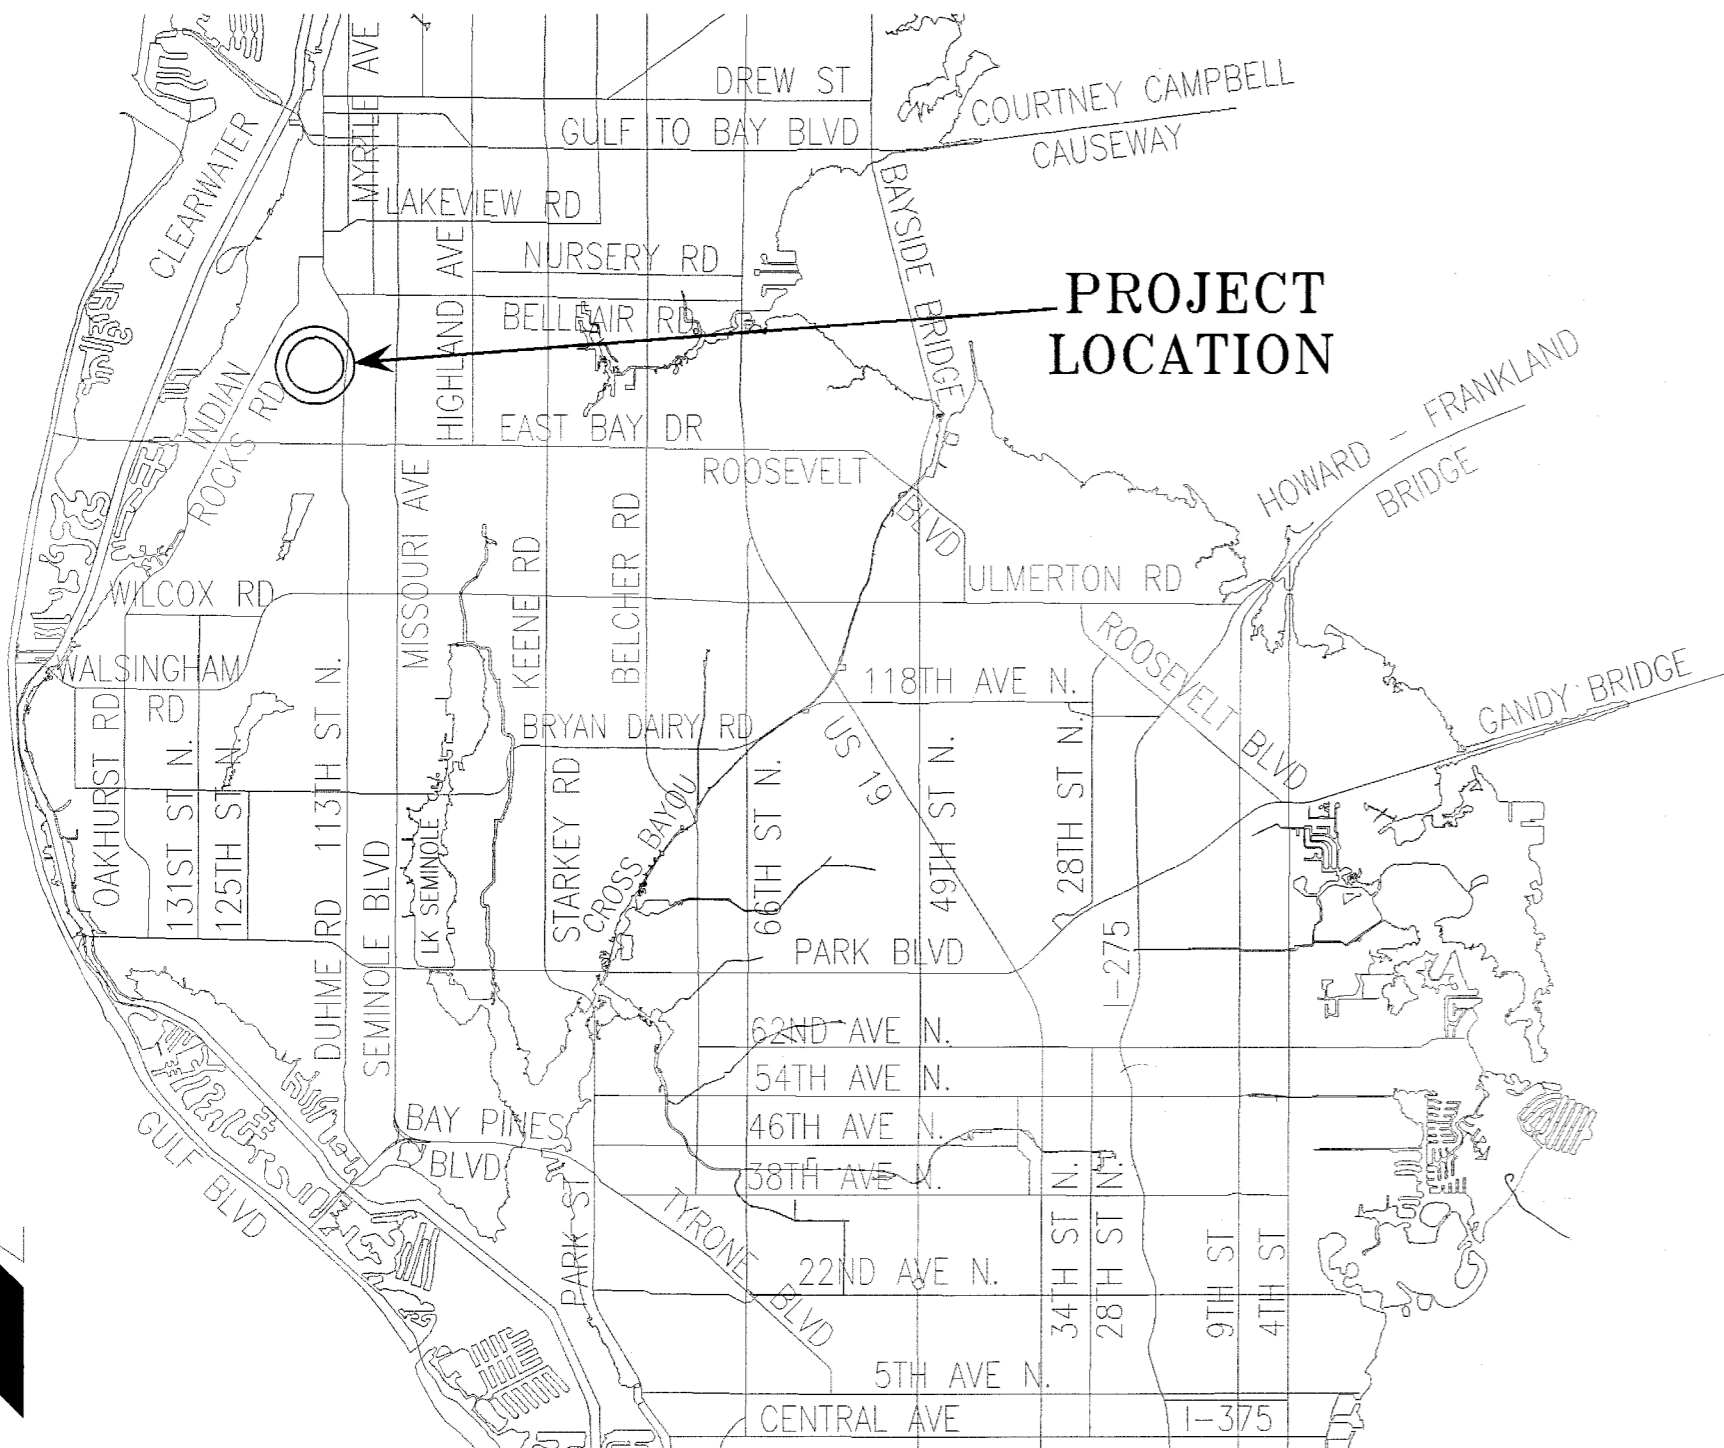 DREW ST
COURTNEY CAMPBELL
CAUSEWAY
GULF TO BAY BLVD
MYRTLE AVE
CLEARWATER
LAKEVIEW RD
BAYSIDE BRIDGE
HIGHLAND AVE
NURSERY RD
PROJECT
LOCATION
BELLEAIR RD
INDIAN
ROCKS RD
EAST BAY DR
ROOSEVELT
BLVD
HOWARD - FRANKLAND
BRIDGE
MISSOURI AVE
KEENE RD
BELCHER RD
ULMERTON RD
WILCOX RD
WALSINGHAM
RD
113TH ST N.
118TH AVE N.
ROOSEVELT BLVD
GANDY BRIDGE
BRYAN DAIRY RD
US 19
OAKHURST RD
131ST ST N.
125TH ST N.
STARKEY RD
CROSS BAYOU
66TH ST N.
49TH ST N.
28TH ST N.
LK SEMINOLE
SEMINOLE BLVD
DUHME RD
PARK BLVD
I-275
62ND AVE N.
54TH AVE N.
46TH AVE N.
38TH AVE N.
BAY PINES
BLVD
GULF
BLVD
PARK ST
TYRONE BLVD
22ND AVE N.
34TH ST N.
28TH ST N.
9TH ST
4TH ST
5TH AVE N.
CENTRAL AVE
I-375